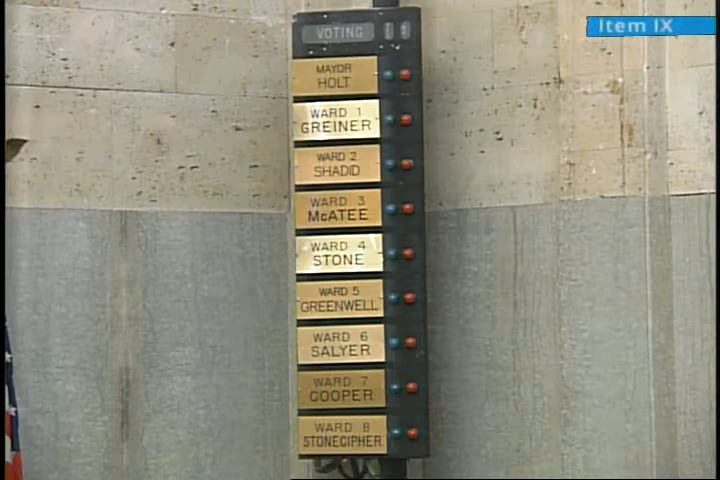 Item IX
VOTING
MAYOR
HOLT
WARD 1
GREINER
WARD 2
SHADID
WARD 3
McATEE
WARD 4
STONE
WARD 5
GREENWELL
WARD 6
SALYER
WARD 7
COOPER
WARD 8
STONECIPHER